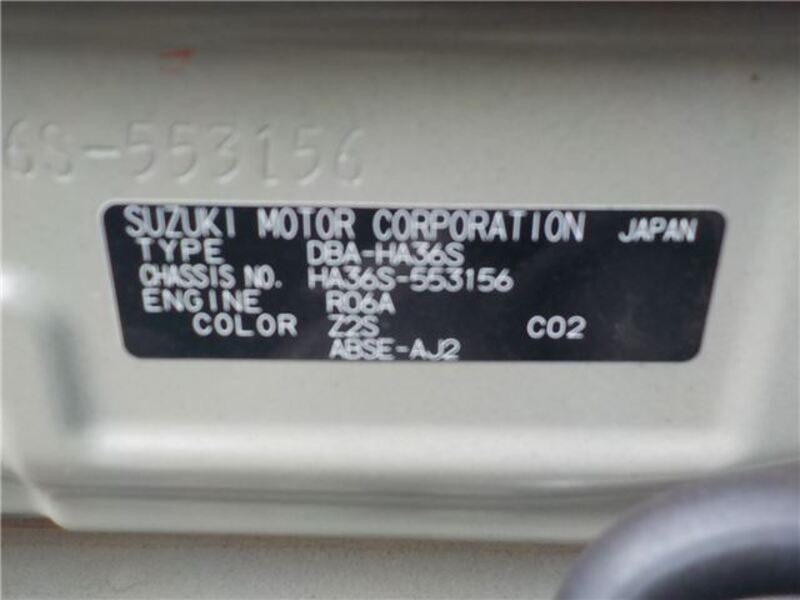 6S-553156
SUZUKI MOTOR CORPORATION JAPAN
TYPE DBA-HA36S
CHASSIS NO. HA36S-553156
ENGINE R06A
COLOR Z2S C02
ABSE-AJ2